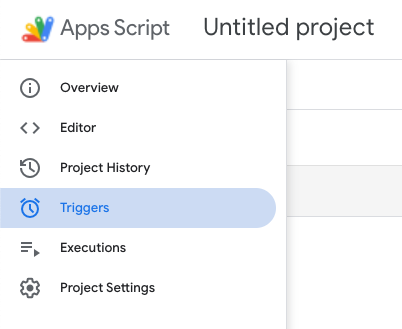 Apps Script Untitled project
Overview
Editor
Project History
Triggers
Executions
Project Settings